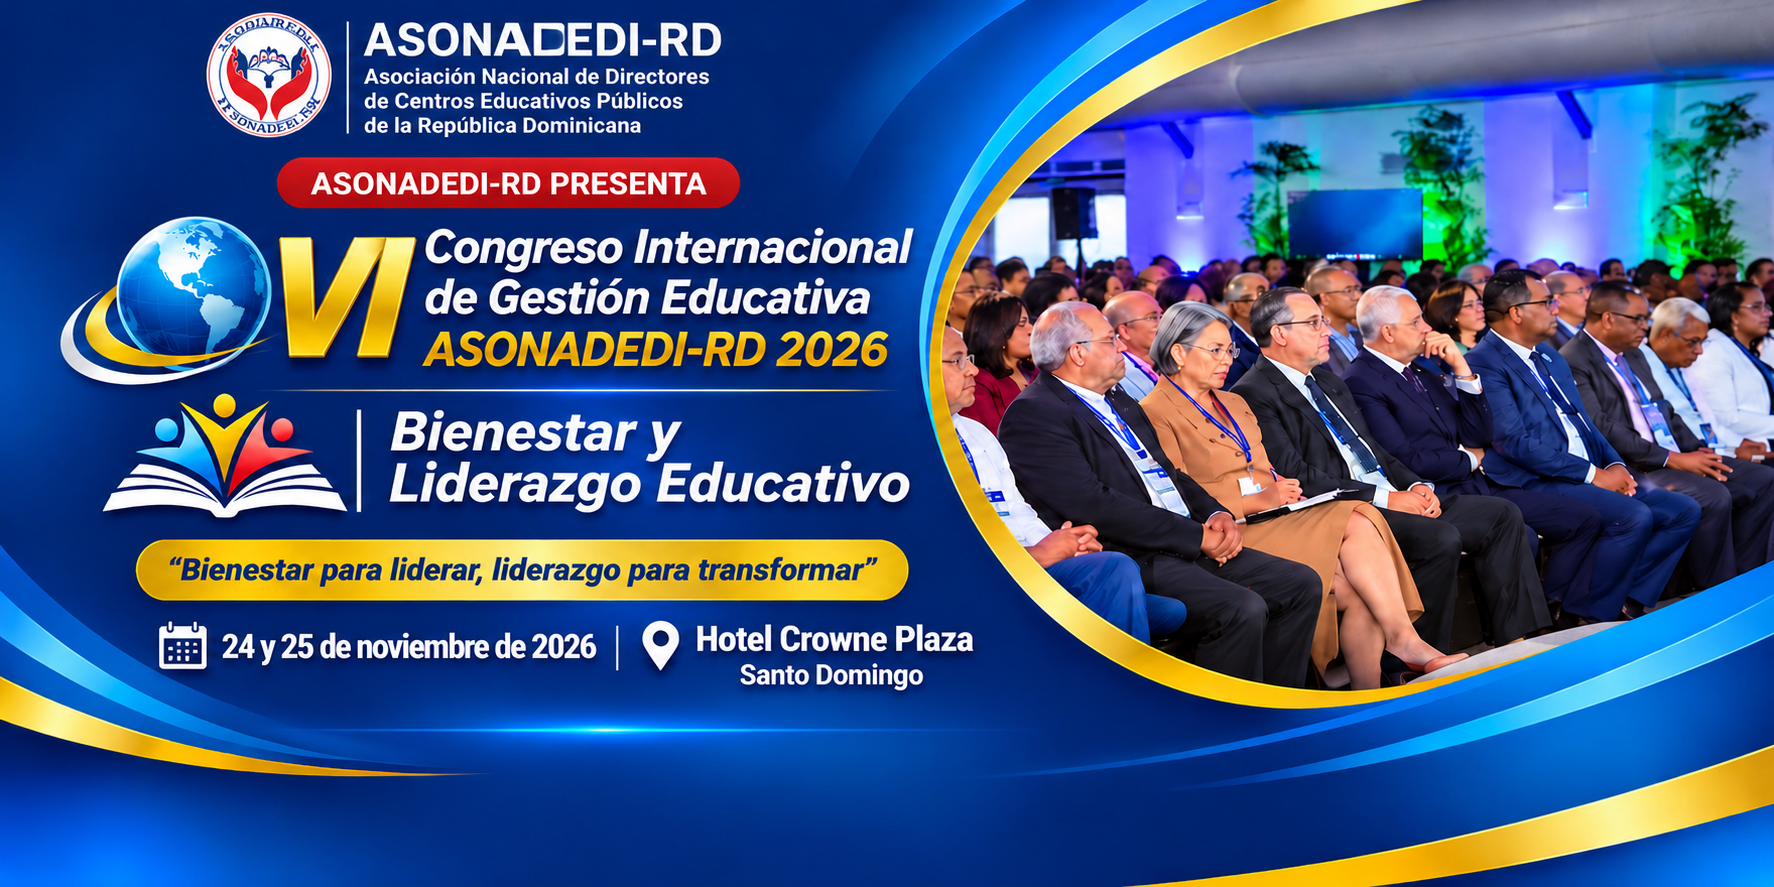 ASONADEDI-RD
Asociación Nacional de Directores
de Centros Educativos Públicos
de la República Dominicana
ASONADEDI-RD PRESENTA
VI
Congreso Internacional
de Gestión Educativa
ASONADEDI-RD 2026
Bienestar y
Liderazgo Educativo
“Bienestar para liderar, liderazgo para transformar”
24 y 25 de noviembre de 2026
Hotel Crowne Plaza
Santo Domingo